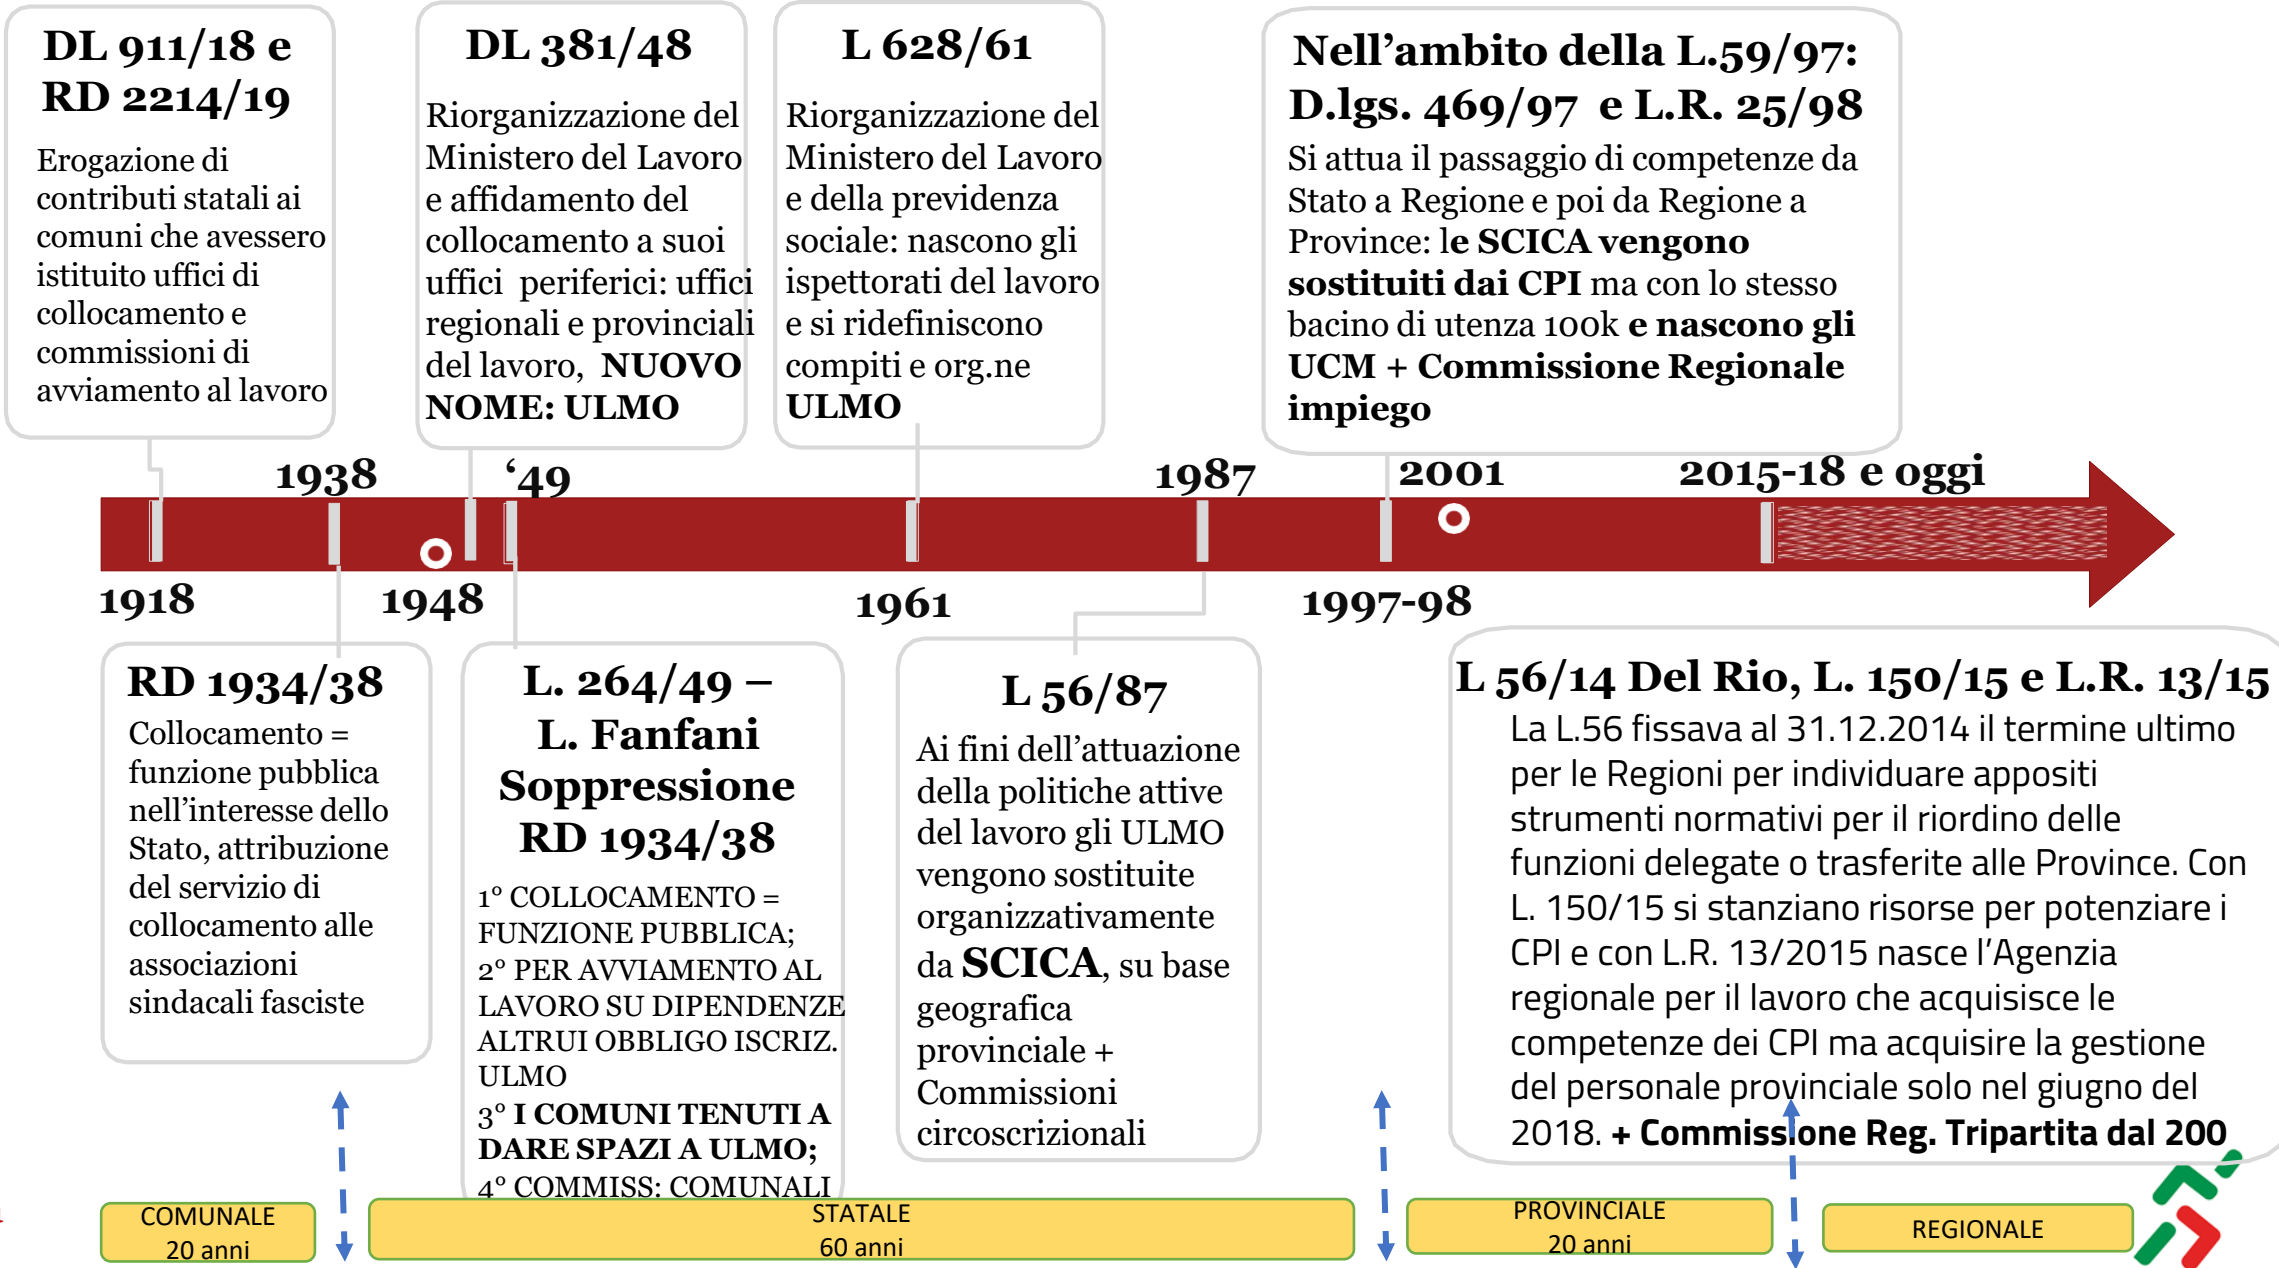 DL 911/18 e
RD 2214/19
Erogazione di
contributi statali ai
comuni che avessero
istituito uffici di
collocamento e
commissioni di
avviamento al lavoro
DL 381/48
Riorganizzazione del
Ministero del Lavoro
e affidamento del
collocamento a suoi
uffici periferici: uffici
regionali e provinciali
del lavoro, NUOVO
NOME: ULMO
L 628/61
Riorganizzazione del
Ministero del Lavoro
e della previdenza
sociale: nascono gli
ispettorati del lavoro
e si ridefiniscono
compiti e org.ne
ULMO
Nell'ambito della L.59/97:
D.lgs. 469/97 e L.R. 25/98
Si attua il passaggio di competenze da
Stato a Regione e poi da Regione a
Province: le SCICA vengono
sostituiti dai CPI ma con lo stesso
bacino di utenza 100k e nascono gli
UCM + Commissione Regionale
impiego
1938
‘49
1987
2001
2015-18 e oggi
1918
1948
1961
1997-98
RD 1934/38
Collocamento =
funzione pubblica
nell'interesse dello
Stato, attribuzione
del servizio di
collocamento alle
associazioni
sindacali fasciste
L. 264/49 –
L. Fanfani
Soppressione
RD 1934/38
1° COLLOCAMENTO =
FUNZIONE PUBBLICA;
2° PER AVVIAMENTO AL
LAVORO SU DIPENDENZE
ALTRUI OBBLIGO ISCRIZ.
ULMO
3° I COMUNI TENUTI A
DARE SPAZI A ULMO;
4° COMMISS: COMUNALI
L 56/87
Ai fini dell'attuazione
della politiche attive
del lavoro gli ULMO
vengono sostituite
organizzativamente
da SCICA, su base
geografica
provinciale +
Commissioni
circoscrizionali
L 56/14 Del Rio, L. 150/15 e L.R. 13/15
La L.56 fissava al 31.12.2014 il termine ultimo
per le Regioni per individuare appositi
strumenti normativi per il riordino delle
funzioni delegate o trasferite alle Province. Con
L. 150/15 si stanziano risorse per potenziare i
CPI e con L.R. 13/2015 nasce l'Agenzia
regionale per il lavoro che acquisisce le
competenze dei CPI ma acquisire la gestione
del personale provinciale solo nel giugno del
2018. + Commissione Reg. Tripartita dal 200
COMUNALE
20 anni
STATALE
60 anni
PROVINCIALE
20 anni
REGIONALE